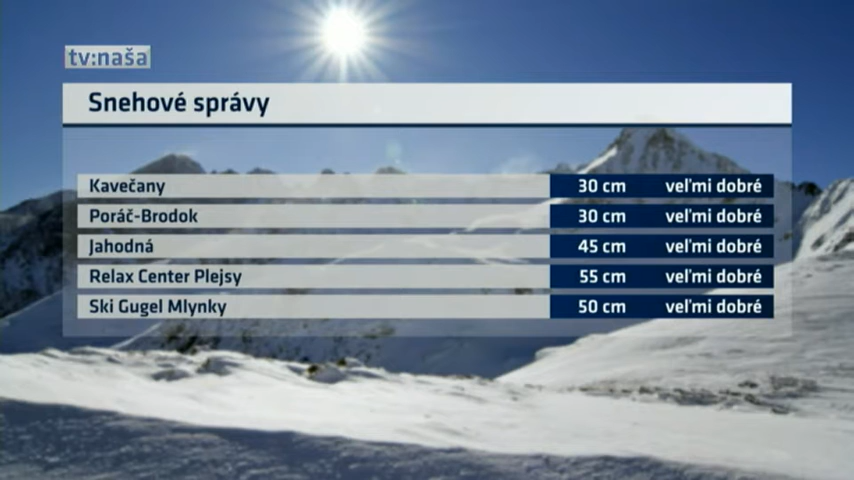 tv:naša
Snehové správy
Kavečany 30 cm veľmi dobré
Poráč-Brodok 30 cm veľmi dobré
Jahodná 45 cm veľmi dobré
Relax Center Plejsy 55 cm veľmi dobré
Ski Gugel Mlynky 50 cm veľmi dobré